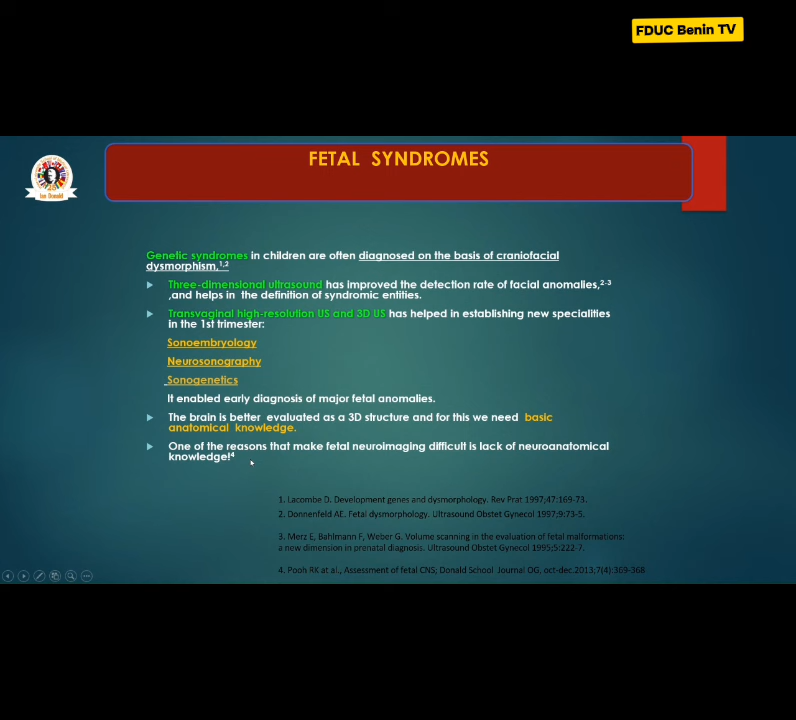 FDUC Benin TV
FETAL SYNDROMES
Ian Donald
Genetic syndromes in children are often diagnosed on the basis of craniofacial
dysmorphism.1,2
Three-dimensional ultrasound has improved the detection rate of facial anomalies,2-3
,and helps in the definition of syndromic entities.
Transvaginal high-resolution US and 3D US has helped in establishing new specialities
in the 1st trimester:
Sonoembryology
Neurosonography
Sonogenetics
It enabled early diagnosis of major fetal anomalies.
The brain is better evaluated as a 3D structure and for this we need basic
anatomical knowledge.
One of the reasons that make fetal neuroimaging difficult is lack of neuroanatomical
knowledge!4
1. Lacombe D. Development genes and dysmorphology. Rev Prat 1997;47:169-73.
2. Donnenfeld AE. Fetal dysmorphology. Ultrasound Obstet Gynecol 1997;9:73-5.
3. Merz E, Bahlmann F, Weber G. Volume scanning in the evaluation of fetal malformations:
a new dimension in prenatal diagnosis. Ultrasound Obstet Gynecol 1995;5:222-7.
4. Pooh RK at al., Assessment of fetal CNS; Donald School Journal OG. oct-dec.2013;7(4):369-368